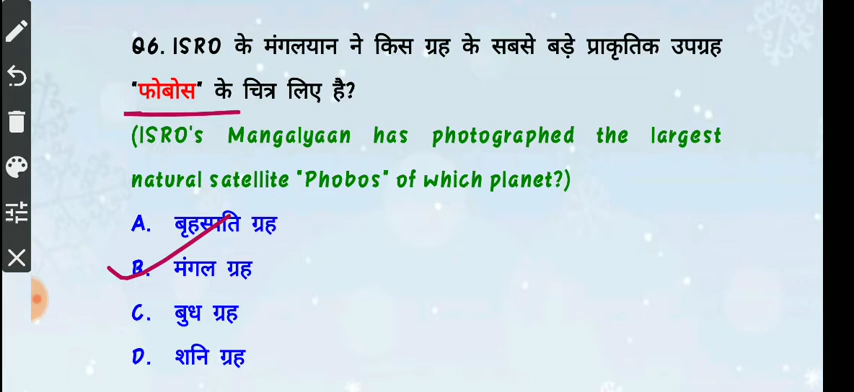 Q6. ISRO के मंगलयान ने किस ग्रह के सबसे बड़े प्राकृतिक उपग्रह
"फोबोस" के चित्र लिए है?
(ISRO's Mangalyaan has photographed the largest
natural satellite "Phobos" of which planet?)
A. बृहस्पति ग्रह
B. मंगल ग्रह
C. बुध ग्रह
D. शनि ग्रह